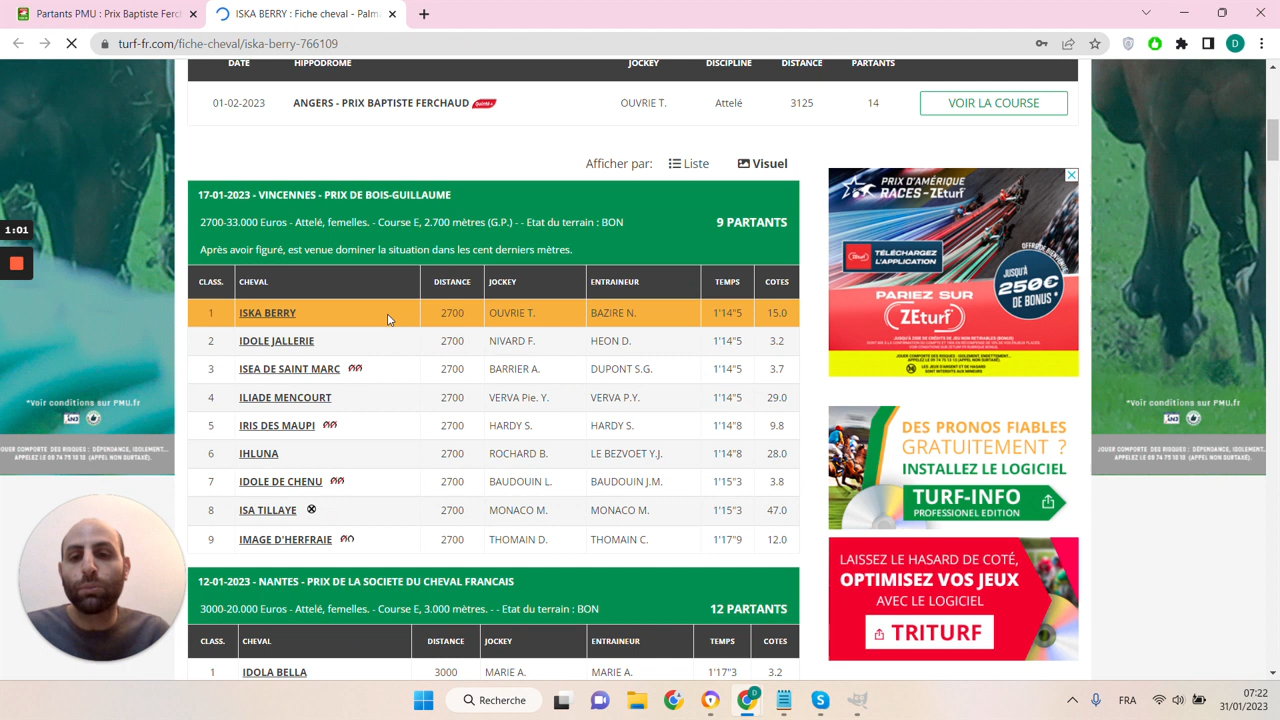 Partants PMU : Prix Baptiste Ferch
ISKA BERRY : Fiche cheval - Palm
turf-fr.com/fiche-cheval/iska-berry-766109
DATE HIPPODROME JOCKEY DISCIPLINE DISTANCE PARTANTS
01-02-2023 ANGERS - PRIX BAPTISTE FERCHAUD OUVRIE T. Attelé 3125 14 VOIR LA COURSE
Afficher par: Liste Visuel
17-01-2023 - VINCENNES - PRIX DE BOIS-GUILLAUME
2700-33.000 Euros - Attelé, femelles. - Course E, 2.700 mètres (G.P.) - - Etat du terrain : BON 9 PARTANTS
Après avoir figuré, est venue dominer la situation dans les cent derniers mètres.
CLASS. CHEVAL DISTANCE JOCKEY ENTRAINEUR TEMPS COTES
1 ISKA BERRY 2700 OUVRIE T. BAZIRE N. 1'14"5 15.0
2 IDOLE JALLERIE 2700 NIVARD F. HEON D. 1'14"5 3.2
3 ISEA DE SAINT MARC 2700 BARRIER A. DUPONT S.G. 1'14"5 3.7
4 ILIADE MENCOURT 2700 VERVA Pie. Y. VERVA P.Y. 1'14"5 29.0
5 IRIS DES MAUPI 2700 HARDY S. HARDY S. 1'14"8 9.8
6 IHLUNA 2700 ROCHARD B. LE BEZVOET Y.J. 1'14"8 28.0
7 IDOLE DE CHENU 2700 BAUDOUIN L. BAUDOUIN J.M. 1'15"3 3.8
8 ISA TILLAYE 2700 MONACO M. MONACO M. 1'15"3 47.0
9 IMAGE D'HERFRAIE 2700 THOMAIN D. THOMAIN C. 1'17"9 12.0
12-01-2023 - NANTES - PRIX DE LA SOCIETE DU CHEVAL FRANCAIS
3000-20.000 Euros - Attelé, femelles. - Course E, 3.000 mètres. - - Etat du terrain : BON 12 PARTANTS
CLASS. CHEVAL DISTANCE JOCKEY ENTRAINEUR TEMPS COTES
1 IDOLA BELLA 3000 MARIE A. MARIE A. 1'17"3 3.2
1:01
PRIX D'AMÉRIQUE
RACES-ZEturf
TÉLÉCHARGEZ
L'APPLICATION
OFFRE DE BIENVENUE
JUSQU'À
250€
DE BONUS*
PARIEZ SUR
ZEturf
DES PRONOS FIABLES
GRATUITEMENT ?
INSTALLEZ LE LOGICIEL
TURF-INFO
PROFESSIONEL EDITION
LAISSEZ LE HASARD DE COTÉ,
OPTIMISEZ VOS JEUX
AVEC LE LOGICIEL
TRITURF
*Voir conditions sur PMU.fr
*Voir conditions sur PMU.fr
Recherche
FRA
07:22
31/01/2023